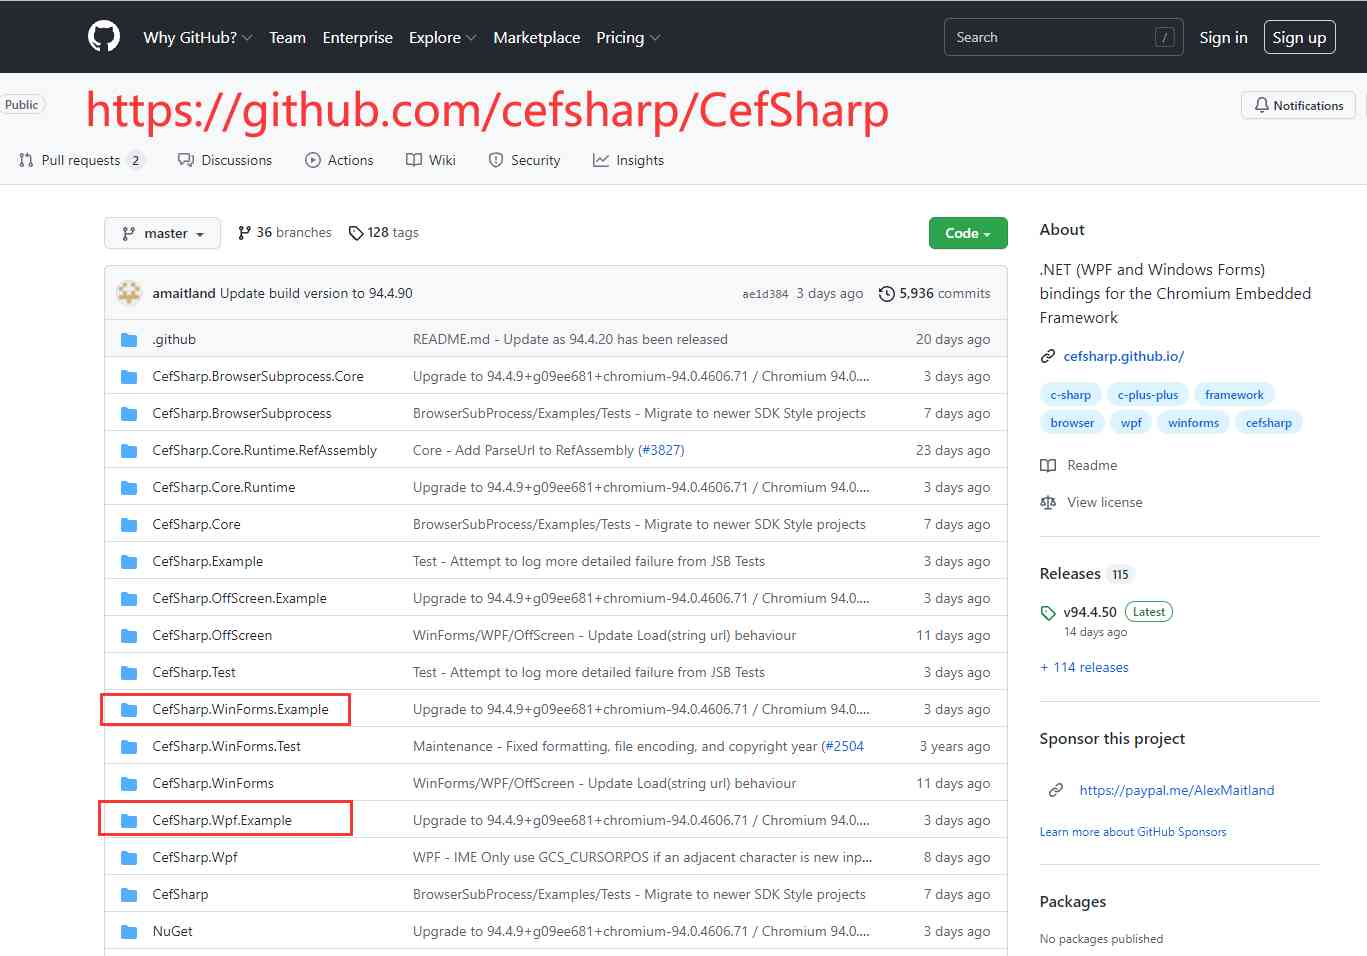 Why GitHub? Team Enterprise Explore Marketplace Pricing Search / Sign in Sign up
Public https://github.com/cefsharp/CefSharp Notifications
Pull requests 2 Discussions Actions Wiki Security Insights
master 36 branches 128 tags Code
amaitland Update build version to 94.4.90 ae1d384 3 days ago 5,936 commits
.github README.md - Update as 94.4.20 has been released 20 days ago
CefSharp.BrowserSubprocess.Core Upgrade to 94.4.9+g09ee681+chromium-94.0.4606.71 / Chromium 94.0.... 3 days ago
CefSharp.BrowserSubprocess BrowserSubProcess/Examples/Tests - Migrate to newer SDK Style projects 7 days ago
CefSharp.Core.Runtime.RefAssembly Core - Add ParseUrl to RefAssembly (#3827) 23 days ago
CefSharp.Core.Runtime Upgrade to 94.4.9+g09ee681+chromium-94.0.4606.71 / Chromium 94.0.... 3 days ago
CefSharp.Core BrowserSubProcess/Examples/Tests - Migrate to newer SDK Style projects 7 days ago
CefSharp.Example Test - Attempt to log more detailed failure from JSB Tests 3 days ago
CefSharp.OffScreen.Example Upgrade to 94.4.9+g09ee681+chromium-94.0.4606.71 / Chromium 94.0.... 3 days ago
CefSharp.OffScreen WinForms/WPF/OffScreen - Update Load(string url) behaviour 11 days ago
CefSharp.Test Test - Attempt to log more detailed failure from JSB Tests 3 days ago
CefSharp.WinForms.Example Upgrade to 94.4.9+g09ee681+chromium-94.0.4606.71 / Chromium 94.0.... 3 days ago
CefSharp.WinForms.Test Maintenance - Fixed formatting, file encoding, and copyright year (#2504 3 years ago
CefSharp.WinForms WinForms/WPF/OffScreen - Update Load(string url) behaviour 11 days ago
CefSharp.Wpf.Example Upgrade to 94.4.9+g09ee681+chromium-94.0.4606.71 / Chromium 94.0.... 3 days ago
CefSharp.Wpf WPF - IME Only use GCS_CURSORPOS if an adjacent character is new inp... 8 days ago
CefSharp BrowserSubProcess/Examples/Tests - Migrate to newer SDK Style projects 7 days ago
NuGet Upgrade to 94.4.9+g09ee681+chromium-94.0.4606.71 / Chromium 94.0.... 3 days ago
About
.NET (WPF and Windows Forms)
bindings for the Chromium Embedded
Framework
cefsharp.github.io/
c-sharp c-plus-plus framework
browser wpf winforms cefsharp
Readme
View license
Releases 115
v94.4.50 Latest
14 days ago
+ 114 releases
Sponsor this project
https://paypal.me/AlexMaitland
Learn more about GitHub Sponsors
Packages
No packages published